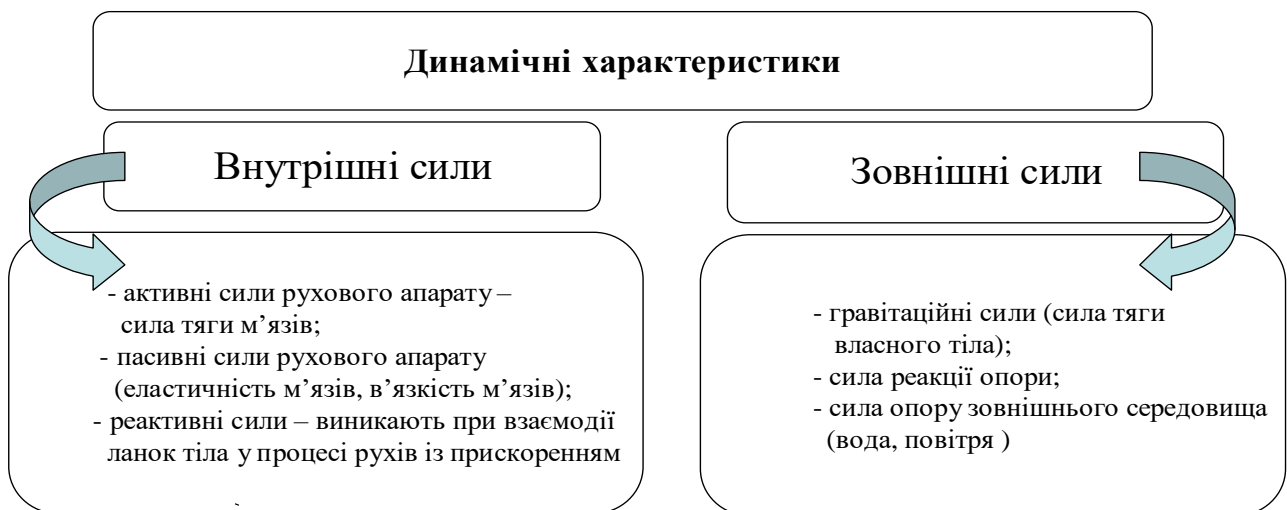 Динамічні характеристики
Внутрішні сили
Зовнішні сили
- активні сили рухового апарату –
сила тяги м’язів;
- пасивні сили рухового апарату
(еластичність м’язів, в’язкість м’язів);
- реактивні сили – виникають при взаємодії
ланок тіла у процесі рухів із прискоренням
- гравітаційні сили (сила тяги
власного тіла);
- сила реакції опори;
- сила опору зовнішнього середовища
(вода, повітря )